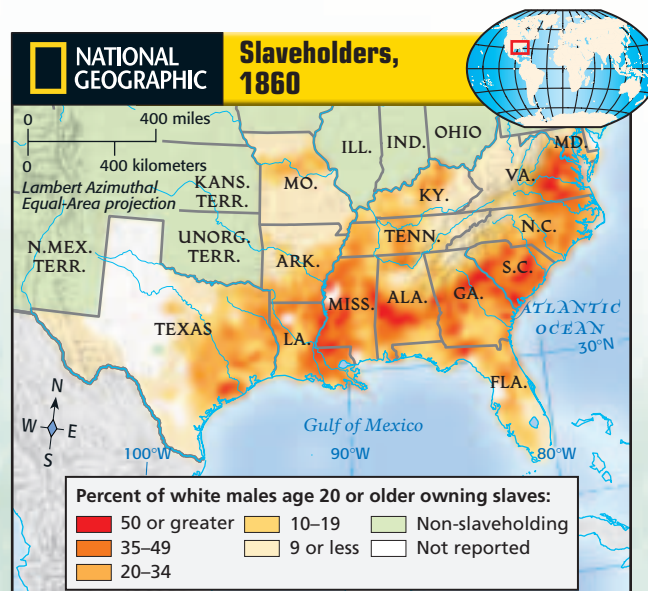 NATIONAL
GEOGRAPHIC
Slaveholders,
1860
0 400 miles
0 400 kilometers
Lambert Azimuthal
Equal-Area projection
ILL.
IND.
OHIO
MD.
KANS.
TERR.
MO.
KY.
VA.
N.MEX.
TERR.
UNORG.
TERR.
ARK.
TENN.
N.C.
S.C.
TEXAS
LA.
MISS.
ALA.
GA.
ATLANTIC
OCEAN
30°N
FLA.
N
W E
S
Gulf of Mexico
100°W
90°W
80°W
Percent of white males age 20 or older owning slaves:
50 or greater
35–49
20–34
10–19
9 or less
Non-slaveholding
Not reported